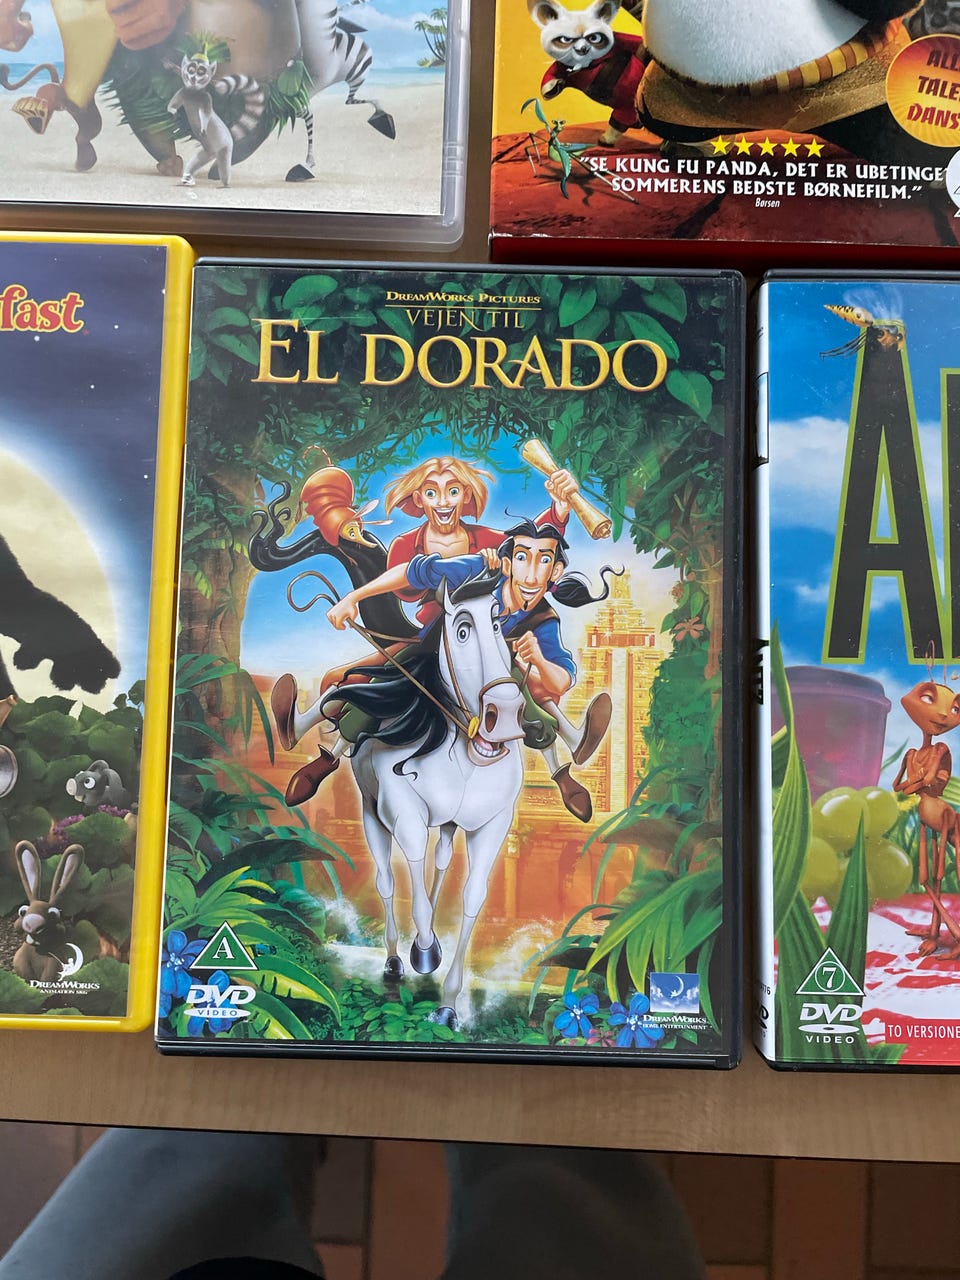 ALL
TALE
DANS
"SE KUNG FU PANDA, DET ER UBETINGE
SOMMERENS BEDSTE BØRNEFILM."
Børsen
fast
DREAMWORKS
ANIMATION SKG
DREAMWORKS PICTURES
VEJEN TIL
EL DORADO
A
DVD
VIDEO
DREAMWORKS
HOME ENTERTAINMENT
A
7
DVD
VIDEO
TO VERSIONE